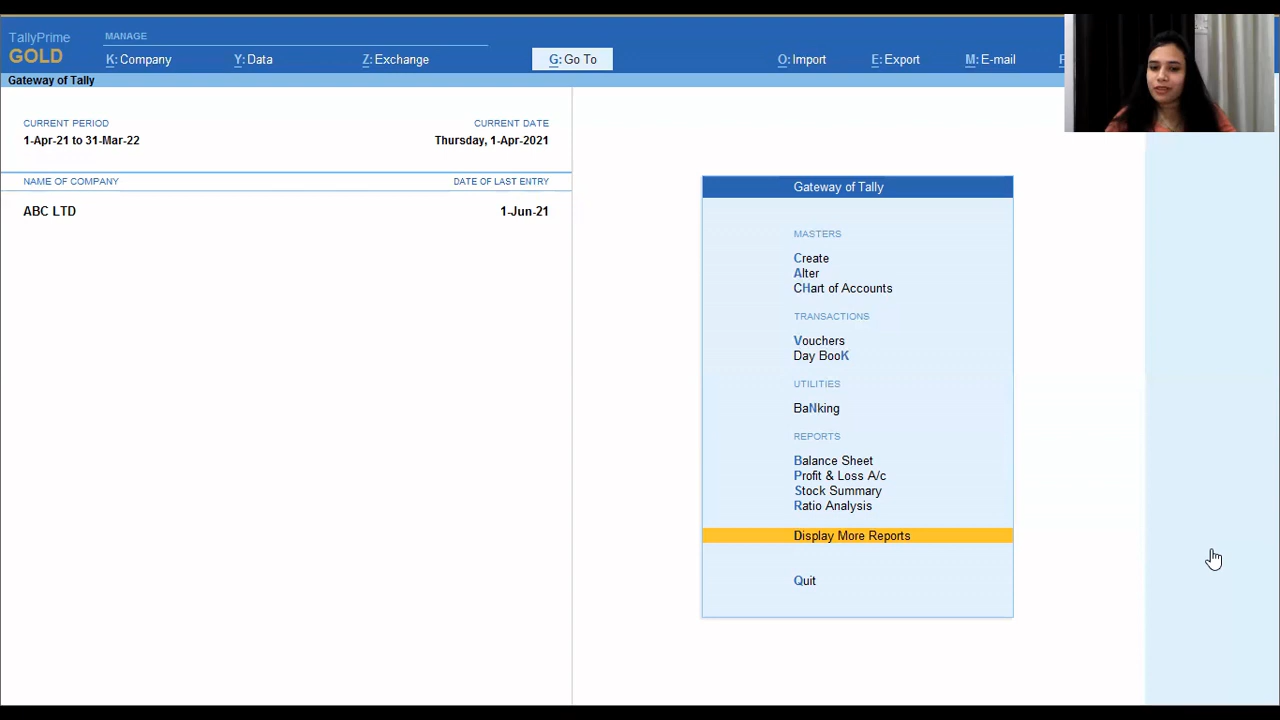 TallyPrime
GOLD
MANAGE
K: Company
Y: Data
Z: Exchange
G: Go To
O: Import
E: Export
M: E-mail
Gateway of Tally
CURRENT PERIOD
CURRENT DATE
1-Apr-21 to 31-Mar-22
Thursday, 1-Apr-2021
NAME OF COMPANY
DATE OF LAST ENTRY
ABC LTD
1-Jun-21
Gateway of Tally
MASTERS
Create
Alter
CHart of Accounts
TRANSACTIONS
Vouchers
Day BooK
UTILITIES
BaNking
REPORTS
Balance Sheet
Profit & Loss A/c
Stock Summary
Ratio Analysis
Display More Reports
Quit